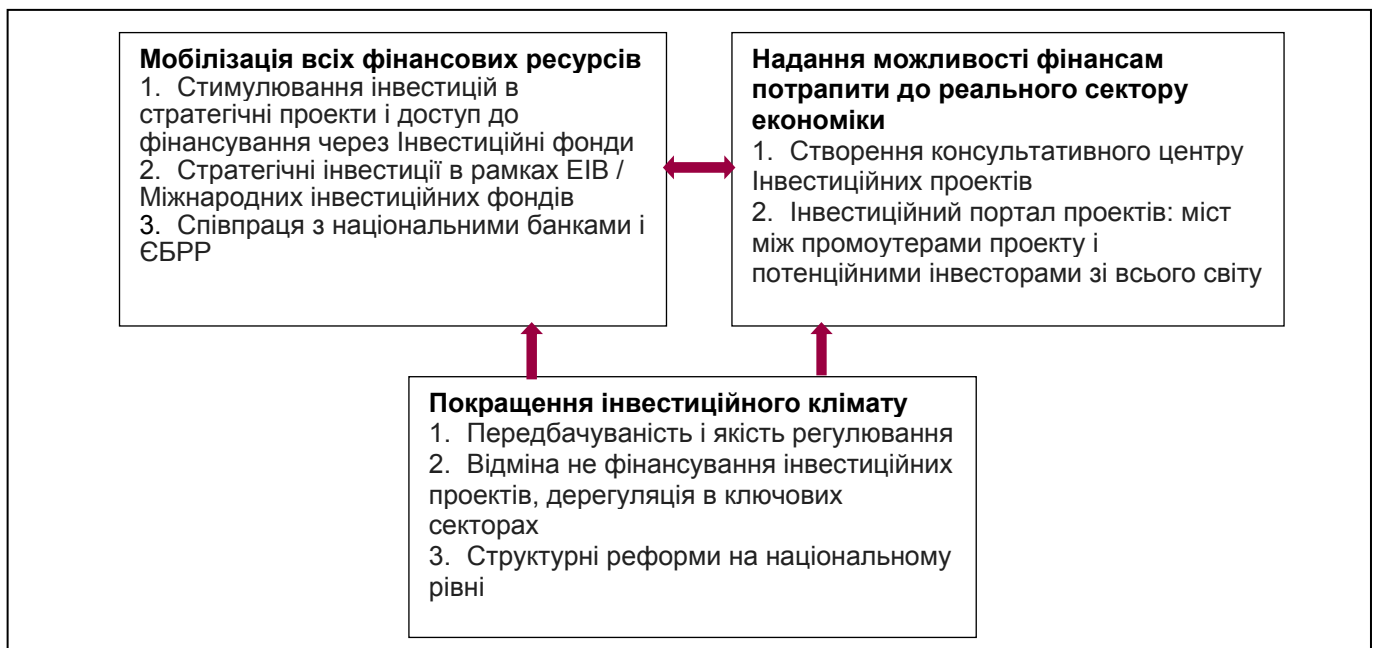 Мобілізація всіх фінансових ресурсів
1. Стимулювання інвестицій в
стратегічні проекти і доступ до
фінансування через Інвестиційні фонди
2. Стратегічні інвестиції в рамках ЕІВ /
Міжнародних інвестиційних фондів
3. Співпраця з національними банками і
ЄБРР
Надання можливості фінансам
потрапити до реального сектору
економіки
1. Створення консультативного центру
Інвестиційних проектів
2. Інвестиційний портал проектів: міст
між промоутерами проекту і
потенційними інвесторами зі всього світу
Покращення інвестиційного клімату
1. Передбачуваність і якість регулювання
2. Відміна не фінансування інвестиційних
проектів, дерегуляція в ключових
секторах
3. Структурні реформи на національному
рівні